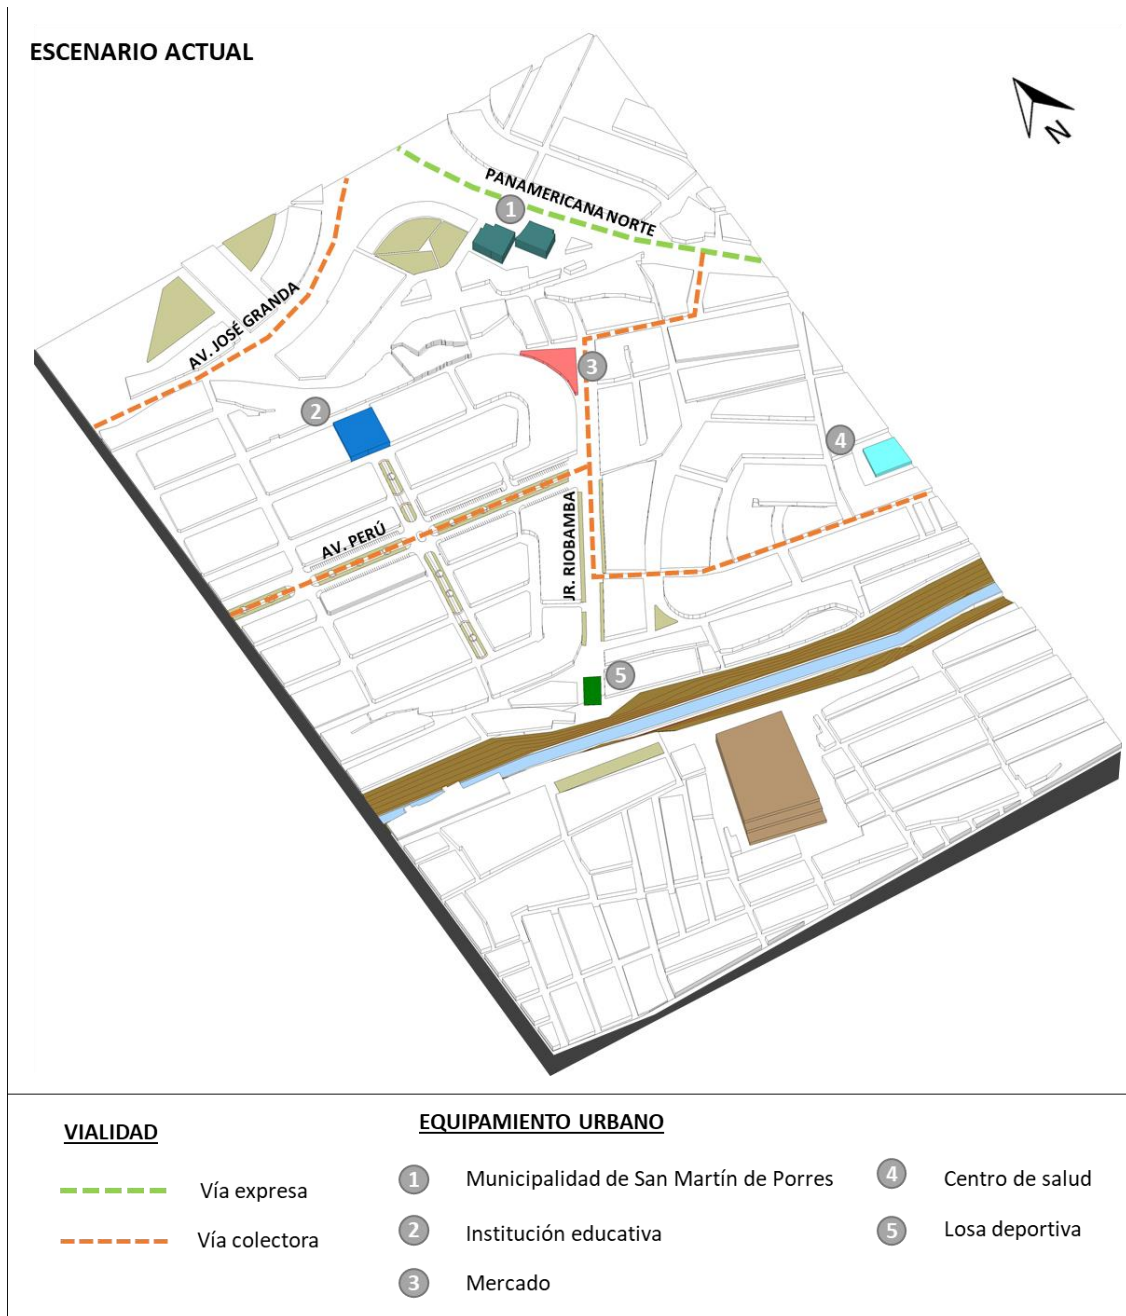 ESCENARIO ACTUAL
N
PANAMERICANA NORTE
1
AV. JOSÉ GRANDA
3
2
4
JR. RIOBAMBA
AV. PERÚ
5
VIALIDAD
Vía expresa
Vía colectora
EQUIPAMIENTO URBANO
1 Municipalidad de San Martín de Porres
2 Institución educativa
3 Mercado
4 Centro de salud
5 Losa deportiva